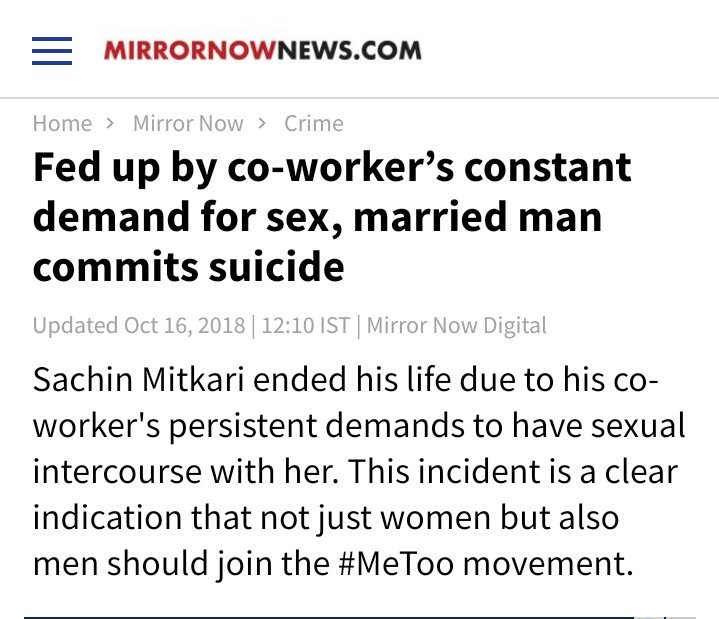 MIRRORNOWNEWS.COM
Home > Mirror Now > Crime
Fed up by co-worker’s constant
demand for sex, married man
commits suicide
Updated Oct 16, 2018 | 12:10 IST | Mirror Now Digital
Sachin Mitkari ended his life due to his co-
worker's persistent demands to have sexual
intercourse with her. This incident is a clear
indication that not just women but also
men should join the #MeToo movement.